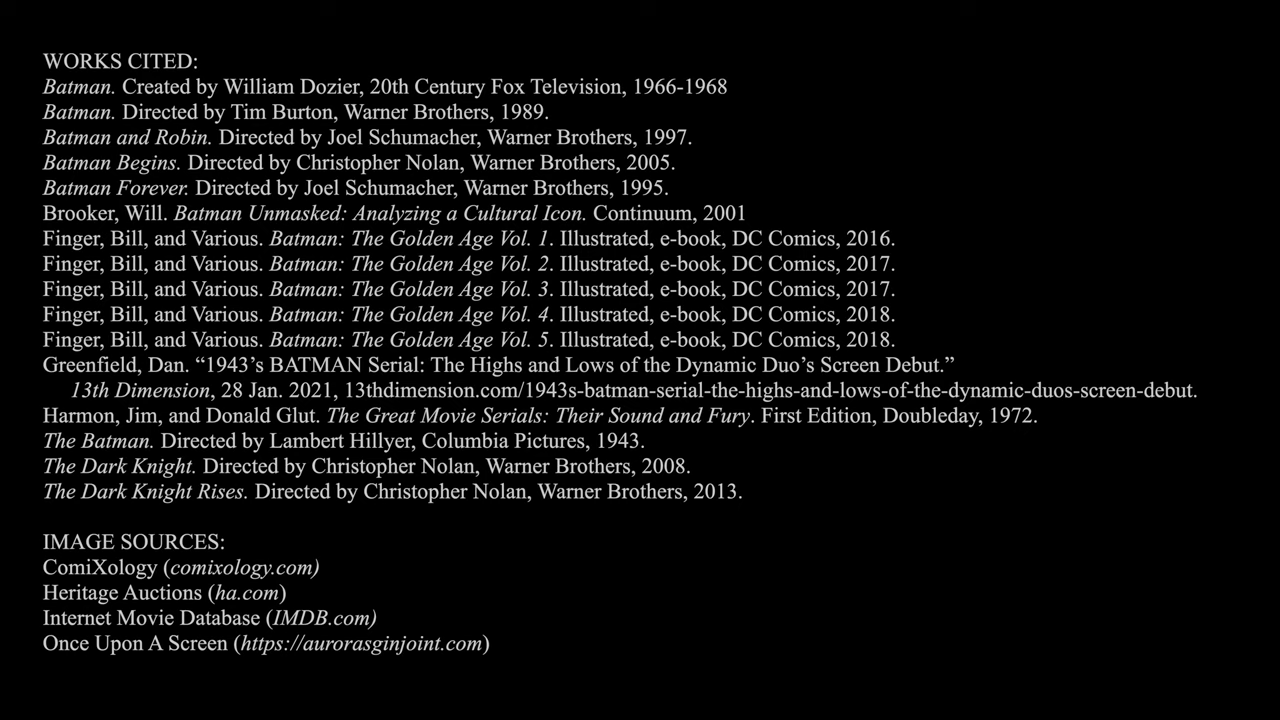 WORKS CITED:
Batman. Created by William Dozier, 20th Century Fox Television, 1966-1968
Batman. Directed by Tim Burton, Warner Brothers, 1989.
Batman and Robin. Directed by Joel Schumacher, Warner Brothers, 1997.
Batman Begins. Directed by Christopher Nolan, Warner Brothers, 2005.
Batman Forever. Directed by Joel Schumacher, Warner Brothers, 1995.
Brooker, Will. Batman Unmasked: Analyzing a Cultural Icon. Continuum, 2001
Finger, Bill, and Various. Batman: The Golden Age Vol. 1. Illustrated, e-book, DC Comics, 2016.
Finger, Bill, and Various. Batman: The Golden Age Vol. 2. Illustrated, e-book, DC Comics, 2017.
Finger, Bill, and Various. Batman: The Golden Age Vol. 3. Illustrated, e-book, DC Comics, 2017.
Finger, Bill, and Various. Batman: The Golden Age Vol. 4. Illustrated, e-book, DC Comics, 2018.
Finger, Bill, and Various. Batman: The Golden Age Vol. 5. Illustrated, e-book, DC Comics, 2018.
Greenfield, Dan. “1943’s BATMAN Serial: The Highs and Lows of the Dynamic Duo’s Screen Debut.”
13th Dimension, 28 Jan. 2021, 13thdimension.com/1943s-batman-serial-the-highs-and-lows-of-the-dynamic-duos-screen-debut.
Harmon, Jim, and Donald Glut. The Great Movie Serials: Their Sound and Fury. First Edition, Doubleday, 1972.
The Batman. Directed by Lambert Hillyer, Columbia Pictures, 1943.
The Dark Knight. Directed by Christopher Nolan, Warner Brothers, 2008.
The Dark Knight Rises. Directed by Christopher Nolan, Warner Brothers, 2013.
IMAGE SOURCES:
ComiXology (comixology.com)
Heritage Auctions (ha.com)
Internet Movie Database (IMDB.com)
Once Upon A Screen (https://aurorasginjoint.com)